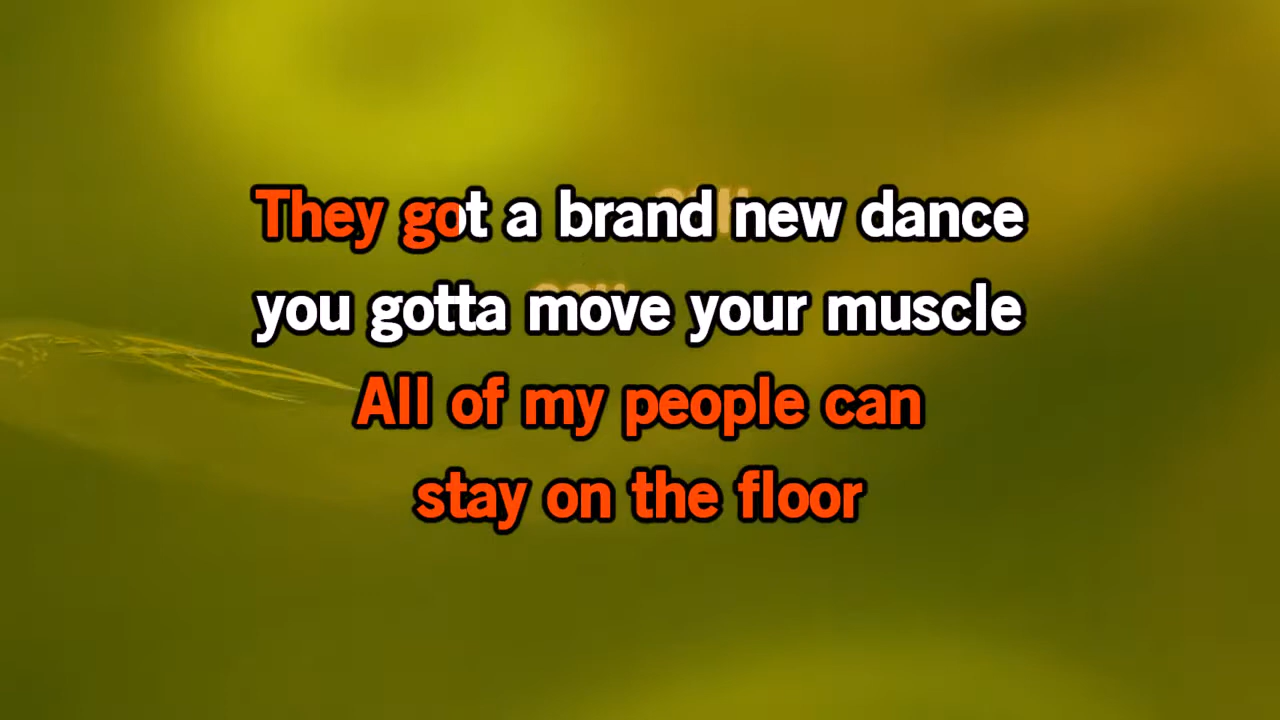 They got a brand new dance
you gotta move your muscle
All of my people can
stay on the floor